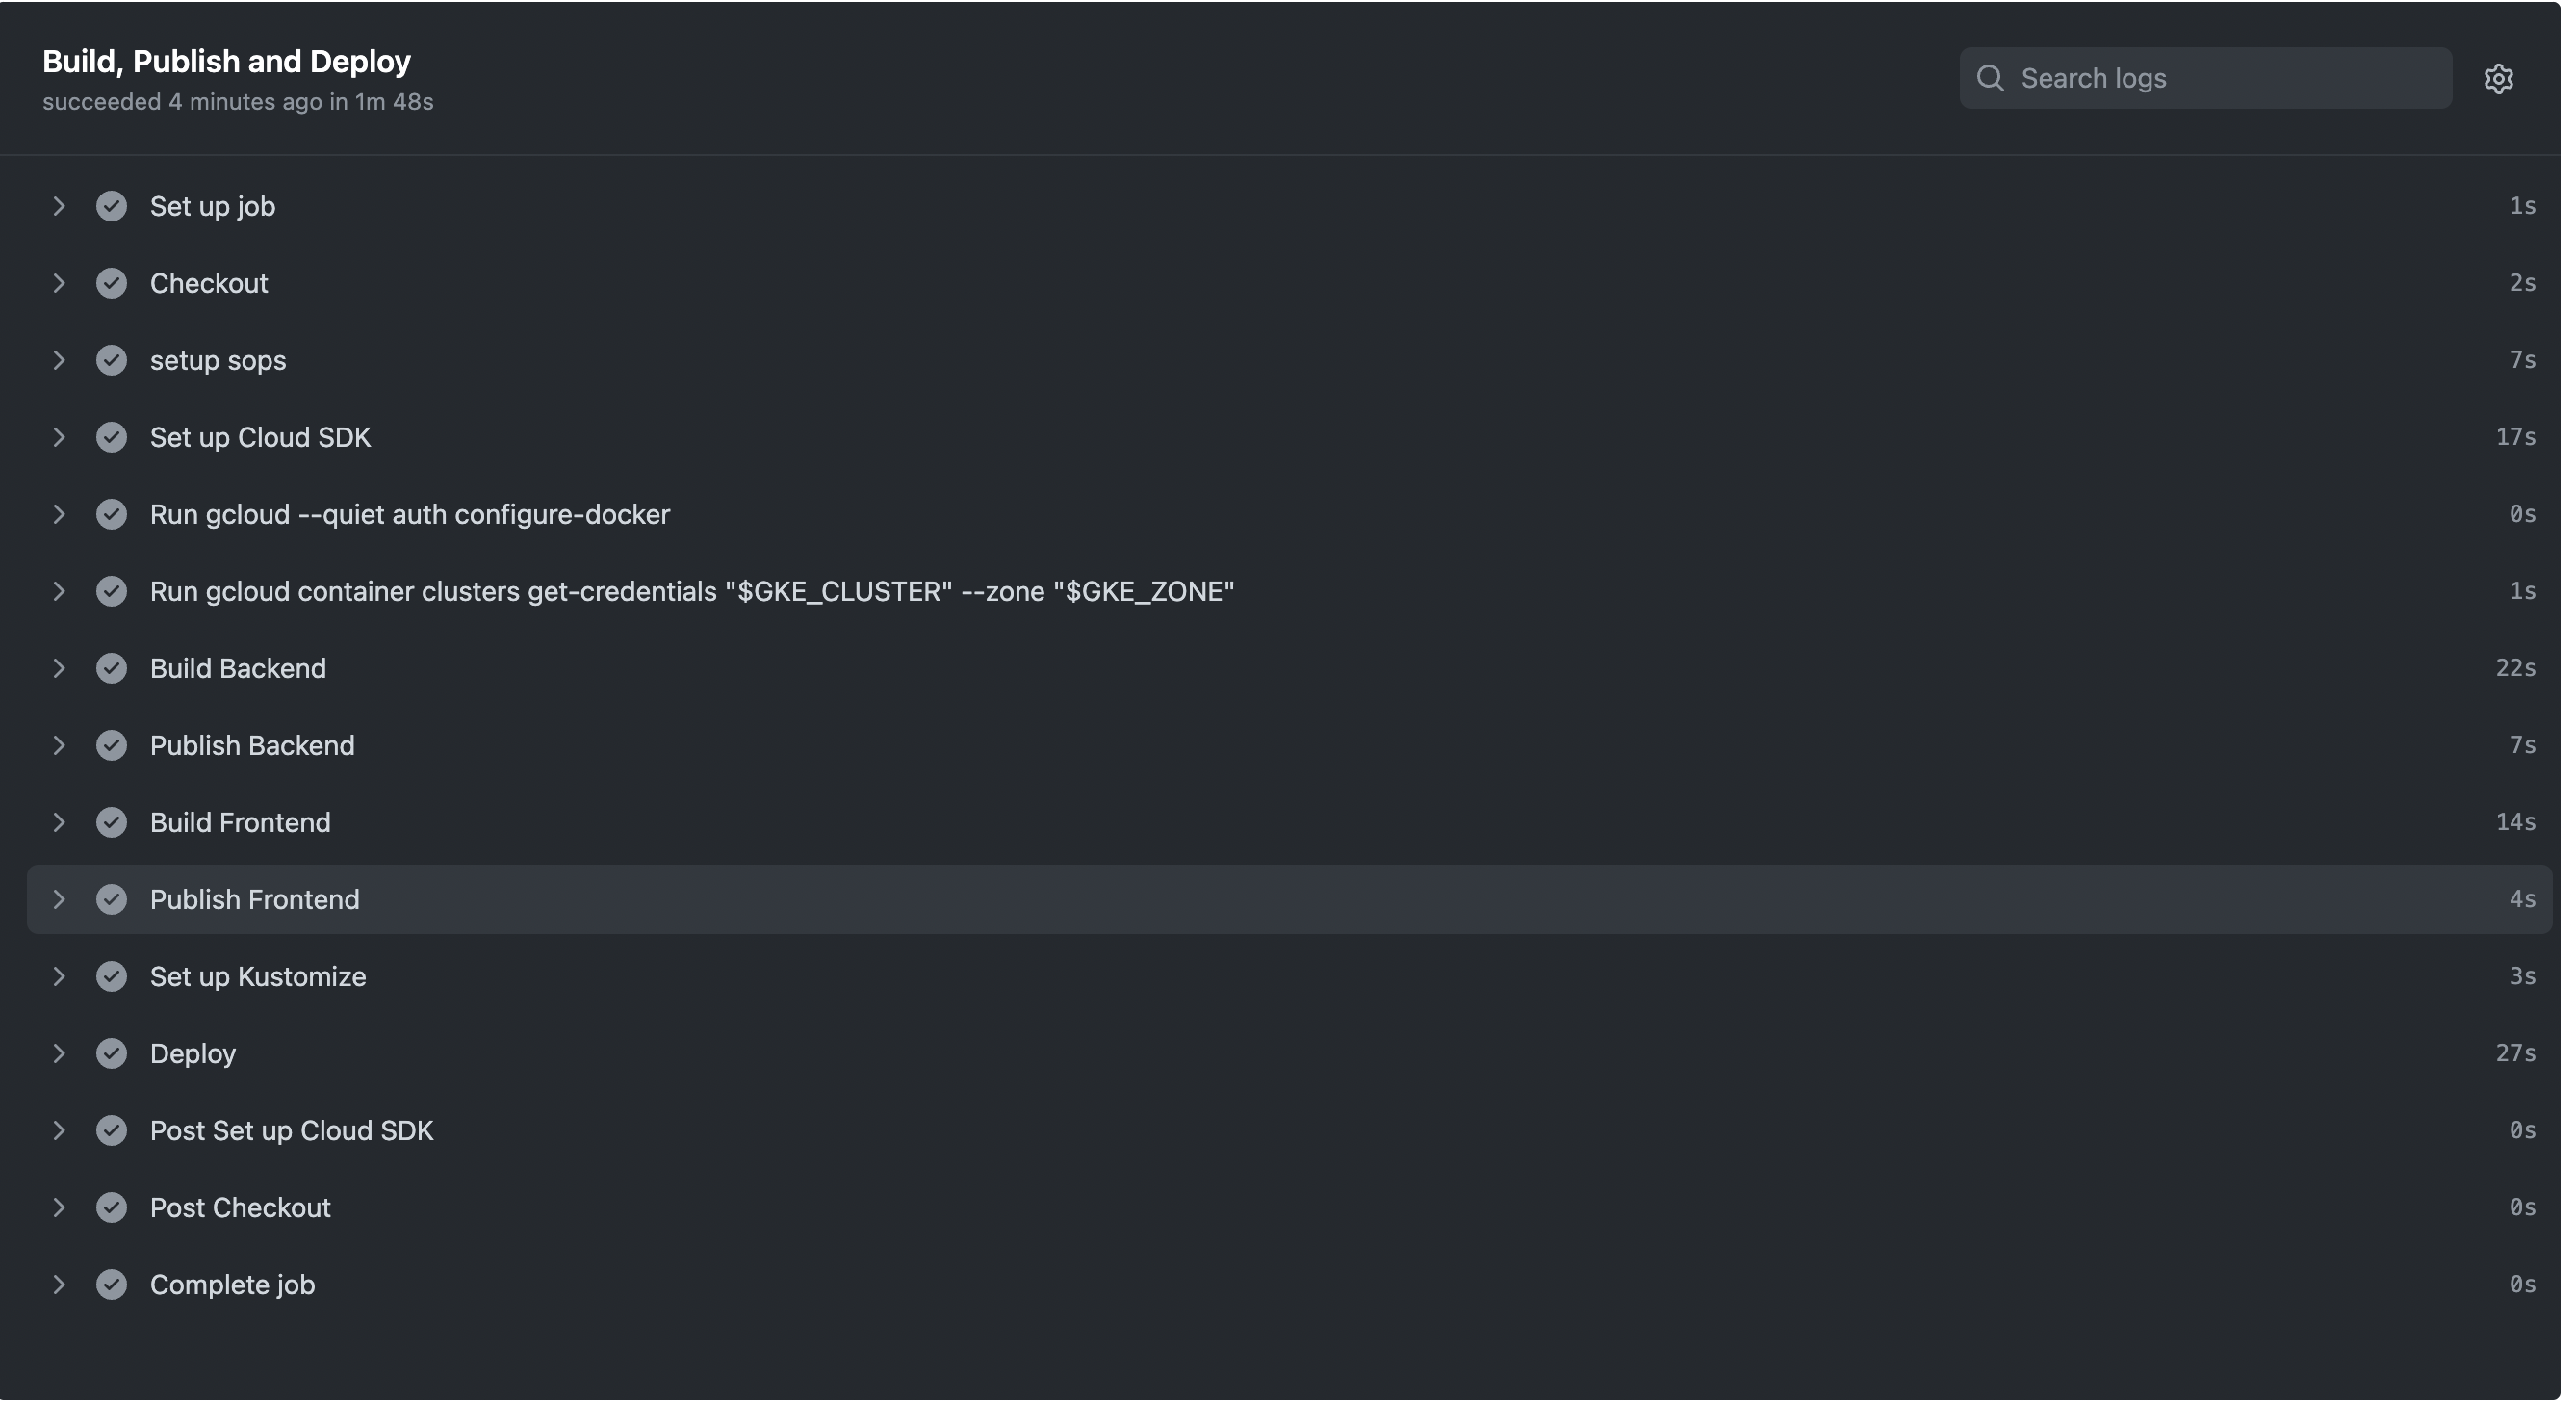 Build, Publish and Deploy
succeeded 4 minutes ago in 1m 48s
Search logs
Set up job 1s
Checkout 2s
setup sops 7s
Set up Cloud SDK 17s
Run gcloud --quiet auth configure-docker 0s
Run gcloud container clusters get-credentials "$GKE_CLUSTER" --zone "$GKE_ZONE" 1s
Build Backend 22s
Publish Backend 7s
Build Frontend 14s
Publish Frontend 4s
Set up Kustomize 3s
Deploy 27s
Post Set up Cloud SDK 0s
Post Checkout 0s
Complete job 0s